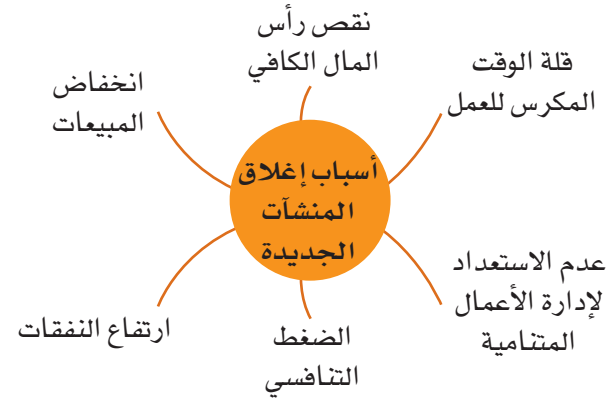 أسباب إغلاق
المنشآت
الجديدة
نقص رأس
المال الكافي
قلة الوقت
المكرس للعمل
عدم الاستعداد
لإدارة الأعمال
المتنامية
الضغط
التنافسي
ارتفاع النفقات
انخفاض
المبيعات